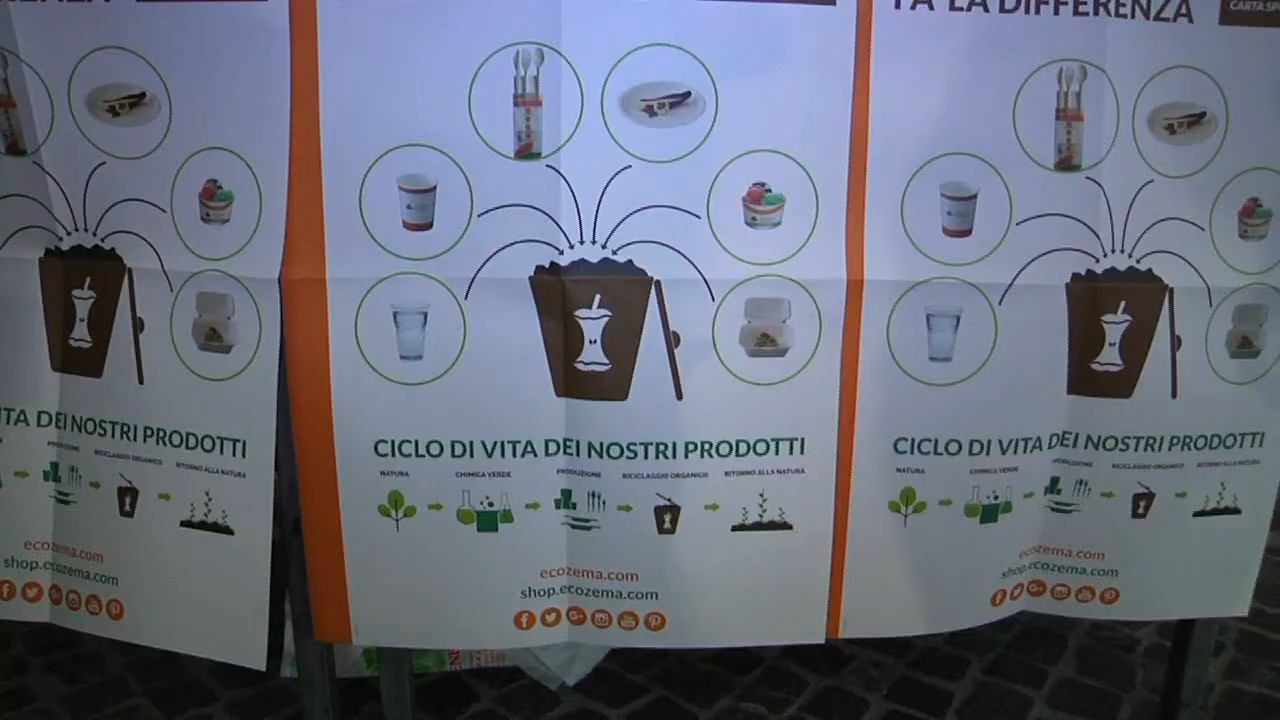 FA LA DIFFERENZA
CARTA
VITA DEI NOSTRI PRODOTTI
PRODUZIONE
RICICLAGGIO ORGANICO
RITORNO ALLA NATURA
ecozema.com
shop.ecozema.com
CICLO DI VITA DEI NOSTRI PRODOTTI
NATURA
CHIMICA VERDE
PRODUZIONE
RICICLAGGIO ORGANICO
RITORNO ALLA NATURA
ecozema.com
shop.ecozema.com
CICLO DI VITA DEI NOSTRI PRODOTTI
NATURA
CHIMICA VERDE
PRODUZIONE
RICICLAGGIO ORGANICO
RITORNO ALLA NATURA
ecozema.com
shop.ecozema.com